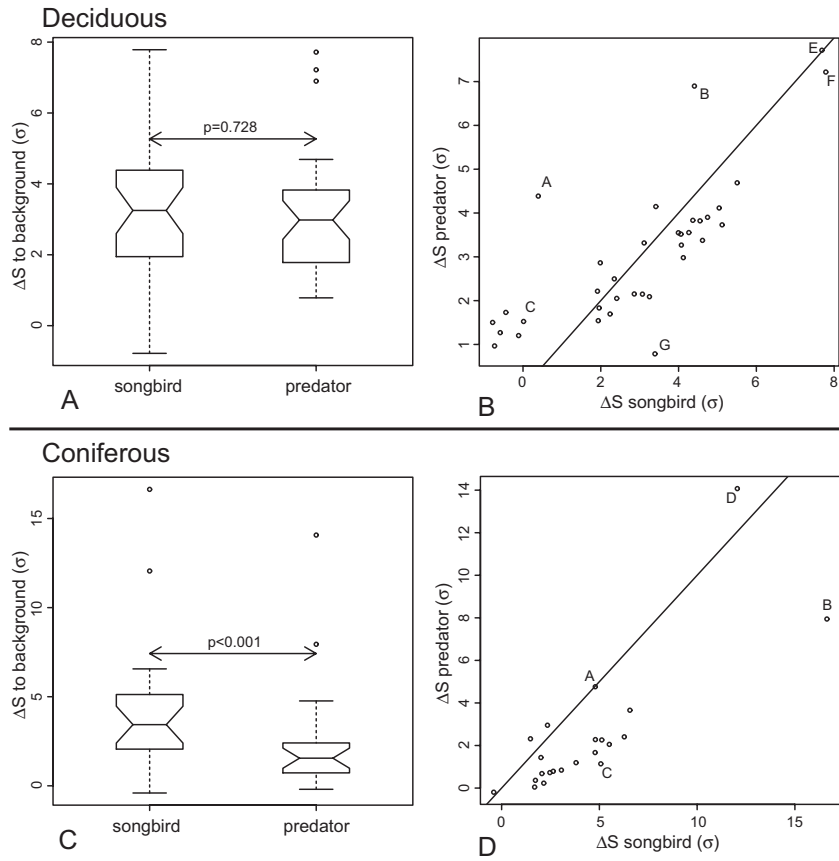 Deciduous
ΔS to background (σ)
8
6
4
2
0
p=0.728
songbird
predator
A
ΔS predator (σ)
7
6
5
4
3
2
1
E
F
B
A
C
G
0
2
4
6
8
B
ΔS songbird (σ)
Coniferous
ΔS to background (σ)
15
10
5
0
p<0.001
songbird
predator
C
ΔS predator (σ)
14
12
10
8
6
4
2
0
D
B
A
C
0
5
10
15
D
ΔS songbird (σ)